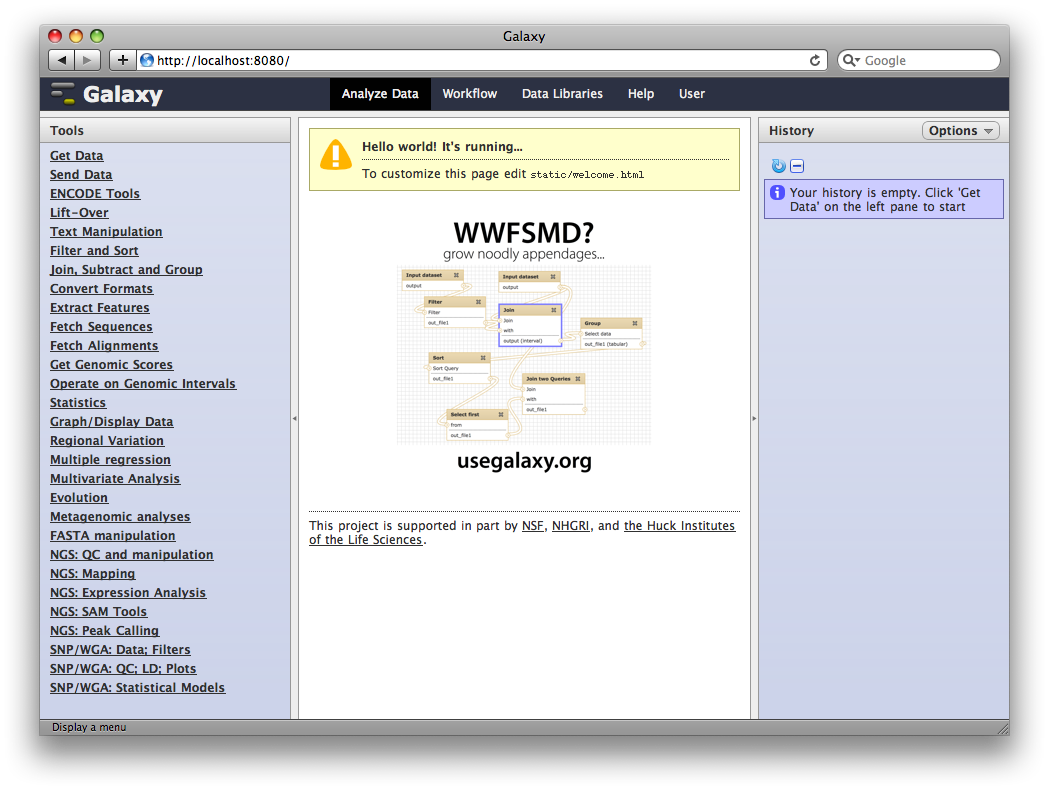 Galaxy
http://localhost:8080/
Google
Galaxy
Analyze Data Workflow Data Libraries Help User
Tools
Get Data
Send Data
ENCODE Tools
Lift-Over
Text Manipulation
Filter and Sort
Join, Subtract and Group
Convert Formats
Extract Features
Fetch Sequences
Fetch Alignments
Get Genomic Scores
Operate on Genomic Intervals
Statistics
Graph/Display Data
Regional Variation
Multiple regression
Multivariate Analysis
Evolution
Metagenomic analyses
FASTA manipulation
NGS: QC and manipulation
NGS: Mapping
NGS: Expression Analysis
NGS: SAM Tools
NGS: Peak Calling
SNP/WGA: Data; Filters
SNP/WGA: QC; LD; Plots
SNP/WGA: Statistical Models
Hello world! It's running...
To customize this page edit static/welcome.html
WWFSMD?
grow noodly appendages...
Input dataset
output
Input dataset
output
Filter
Filter
out_file1
Join
Join
with
output (interval)
Group
Select data
out_file1 (tabular)
Sort
Sort Query
out_file1
Join two Queries
Join
with
out_file1
Select first
from
out_file1
usegalaxy.org
This project is supported in part by NSF, NHGRI, and the Huck Institutes
of the Life Sciences.
History
Options
Your history is empty. Click 'Get
Data' on the left pane to start
Display a menu